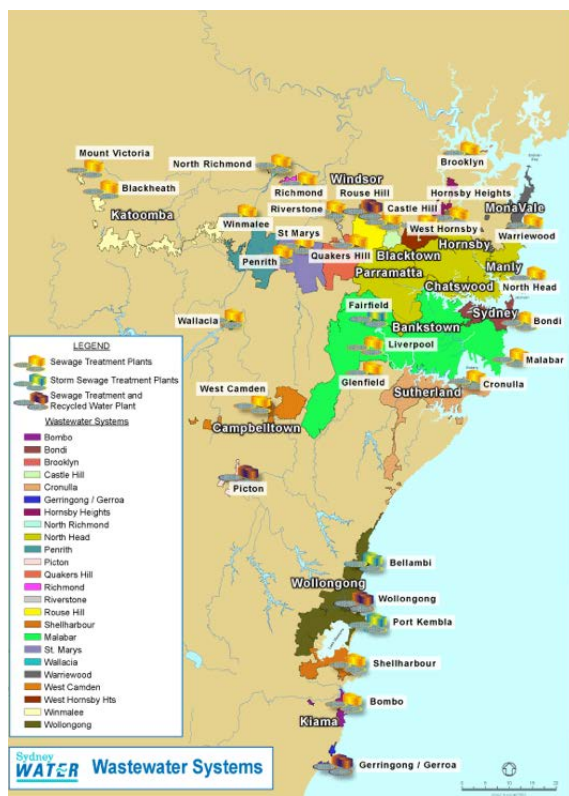 Mount Victoria
Blackheath
Katoomba
North Richmond
Windsor
Richmond
Rouse Hill
Riverstone
Castle Hill
Brooklyn
Hornsby Heights
MonaVale
Winmalee
St Marys
West Hornsby
Hornsby
Warriewood
Penrith
Quakers Hill
Blacktown
Parramatta
Manly
Chatswood
North Head
Wallacia
Fairfield
Bankstown
Sydney
Bondi
Liverpool
Malabar
Glenfield
Cronulla
Sutherland
West Camden
Campbelltown
Picton
Bellambi
Wollongong
Wollongong
Port Kembla
Shellharbour
Bombo
Kiama
Gerringong / Gerroa
LEGEND
Sewage Treatment Plants
Storm Sewage Treatment Plants
Sewage Treatment and
Recycled Water Plant
Wastewater Systems
Bombo
Bondi
Brooklyn
Castle Hill
Cronulla
Gerringong / Gerroa
Hornsby Heights
North Richmond
North Head
Penrith
Picton
Quakers Hill
Richmond
Riverstone
Rouse Hill
Shellharbour
Malabar
St. Marys
Wallacia
Warriewood
West Camden
West Hornsby Hts
Winmalee
Wollongong
Sydney
WATER
Wastewater Systems